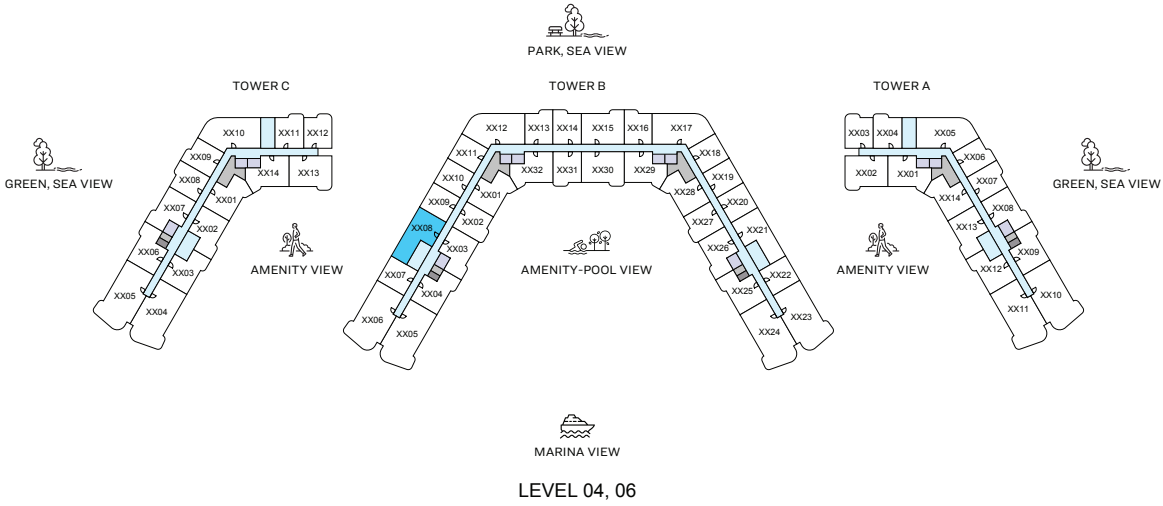 PARK, SEA VIEW
TOWER C
TOWER B
TOWER A
GREEN, SEA VIEW
XX10
XX11
XX12
XX09
XX14
XX13
XX08
XX01
XX07
XX02
XX06
XX03
XX05
XX04
AMENITY VIEW
XX12
XX13
XX14
XX15
XX16
XX17
XX11
XX32
XX31
XX30
XX29
XX18
XX10
XX01
XX28
XX19
XX09
XX02
XX27
XX20
XX08
XX03
XX26
XX21
XX07
XX04
XX25
XX22
XX06
XX05
XX24
XX23
AMENITY-POOL VIEW
XX03
XX04
XX05
XX02
XX01
XX06
XX14
XX07
XX13
XX08
XX12
XX09
XX11
XX10
AMENITY VIEW
GREEN, SEA VIEW
MARINA VIEW
LEVEL 04, 06